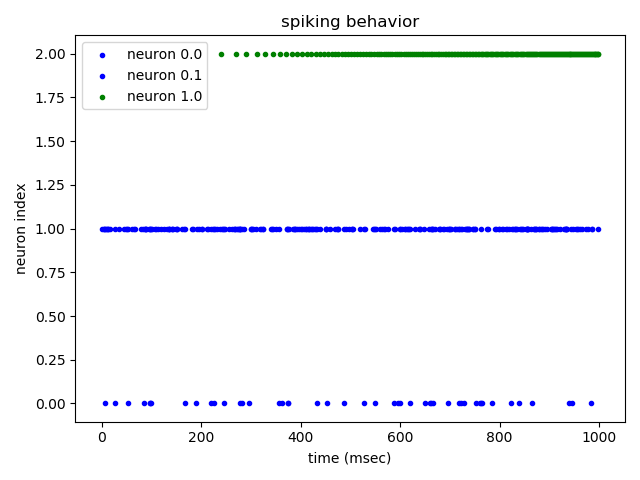 spiking behavior
neuron 0.0
neuron 0.1
neuron 1.0
2.00
1.75
1.50
1.25
1.00
0.75
0.50
0.25
0.00
neuron index
0 200 400 600 800 1000
time (msec)